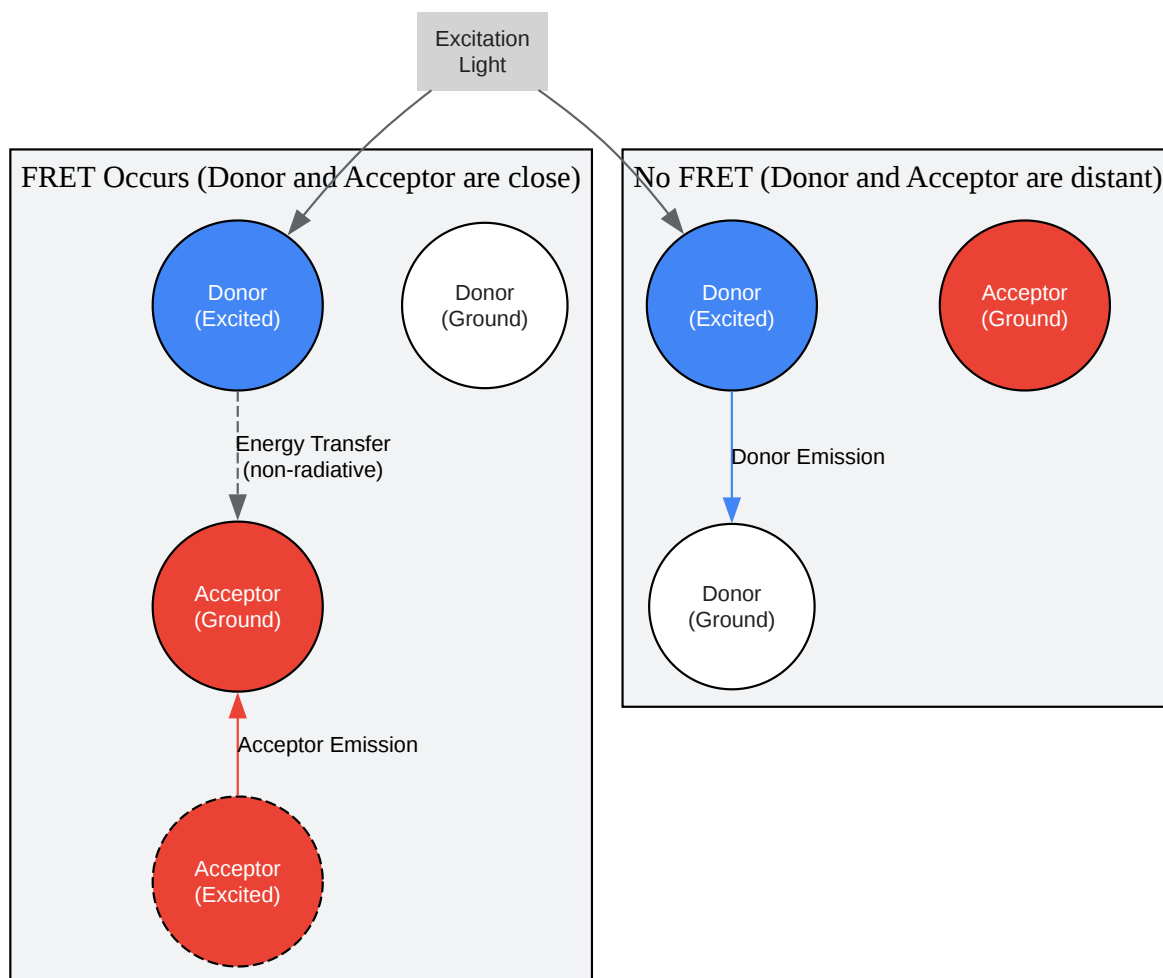 Excitation
Light
FRET Occurs (Donor and Acceptor are close)
Donor
(Excited)
Donor
(Ground)
Energy Transfer
(non-radiative)
Acceptor
(Ground)
Acceptor Emission
Acceptor
(Excited)
No FRET (Donor and Acceptor are distant)
Donor
(Excited)
Acceptor
(Ground)
Donor Emission
Donor
(Ground)